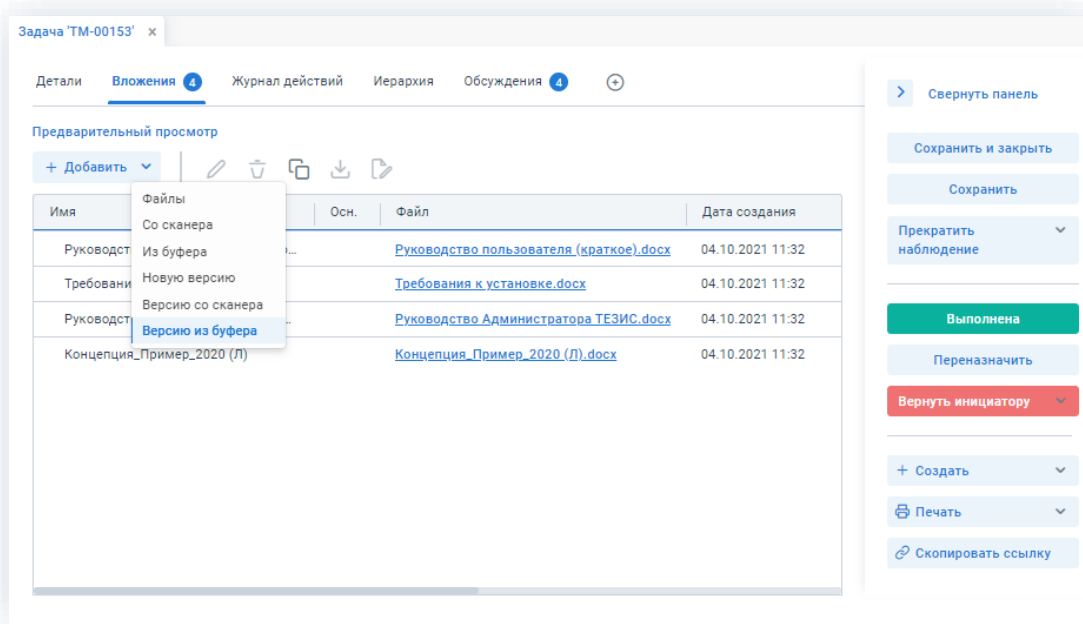 Задача 'ТМ-00153' ×
Детали Вложения 4 Журнал действий Иерархия Обсуждения 4
Предварительный просмотр
+ Добавить
Файлы
Со сканера
Из буфера
Новую версию
Версию со сканера
Версию из буфера
Имя Осн. Файл Дата создания
Руководст ... Руководство пользователя (краткое).docx 04.10.2021 11:32
Требовани Требования к установке.docx 04.10.2021 11:32
Руководст Руководство Администратора ТЕЗИС.docx 04.10.2021 11:32
Концепция_Пример_2020 (Л) Концепция_Пример_2020 (Л).docx 04.10.2021 11:32
Свернуть панель
Сохранить и закрыть
Сохранить
Прекратить
наблюдение
Выполнена
Переназначить
Вернуть инициатору
+ Создать
Печать
Скопировать ссылку